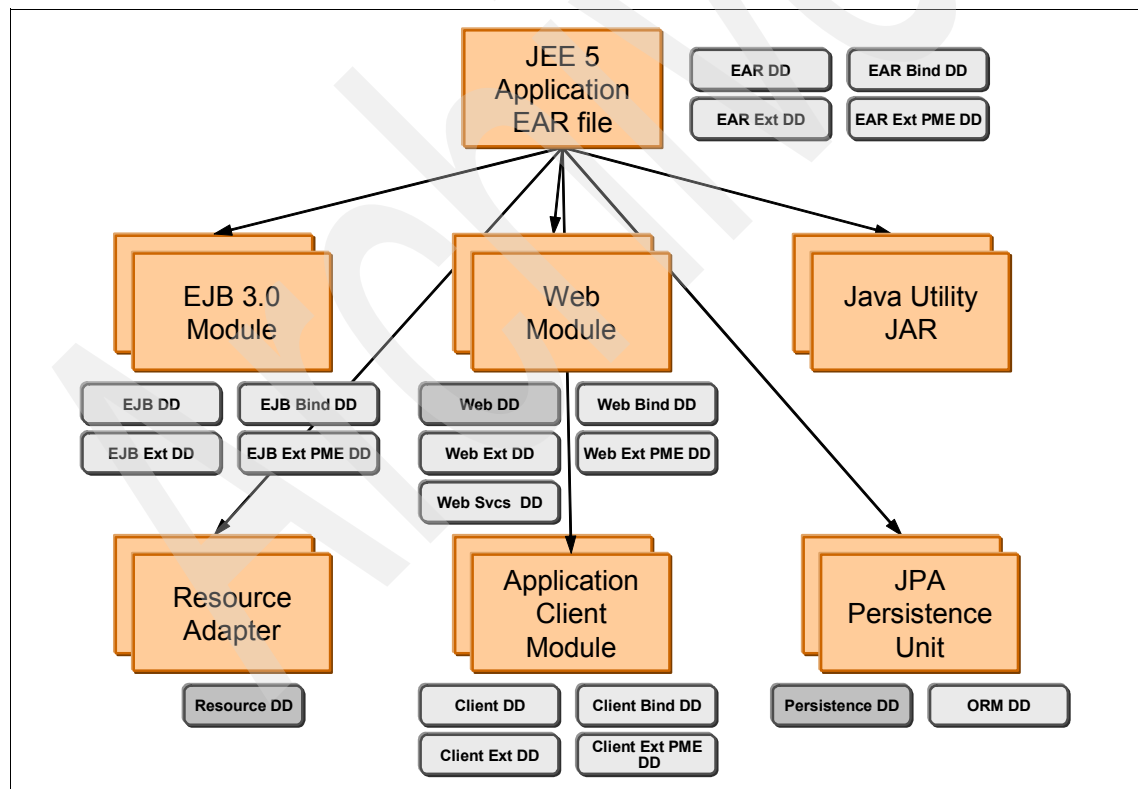 JEE 5
Application
EAR file
EAR DD
EAR Bind DD
EAR Ext DD
EAR Ext PME DD
EJB 3.0
Module
Web
Module
Java Utility
JAR
EJB DD
EJB Bind DD
EJB Ext DD
EJB Ext PME DD
Web DD
Web Bind DD
Web Ext DD
Web Ext PME DD
Web Svcs DD
Resource
Adapter
Application
Client
Module
JPA
Persistence
Unit
Resource DD
Client DD
Client Bind DD
Client Ext DD
Client Ext PME
DD
Persistence DD
ORM DD